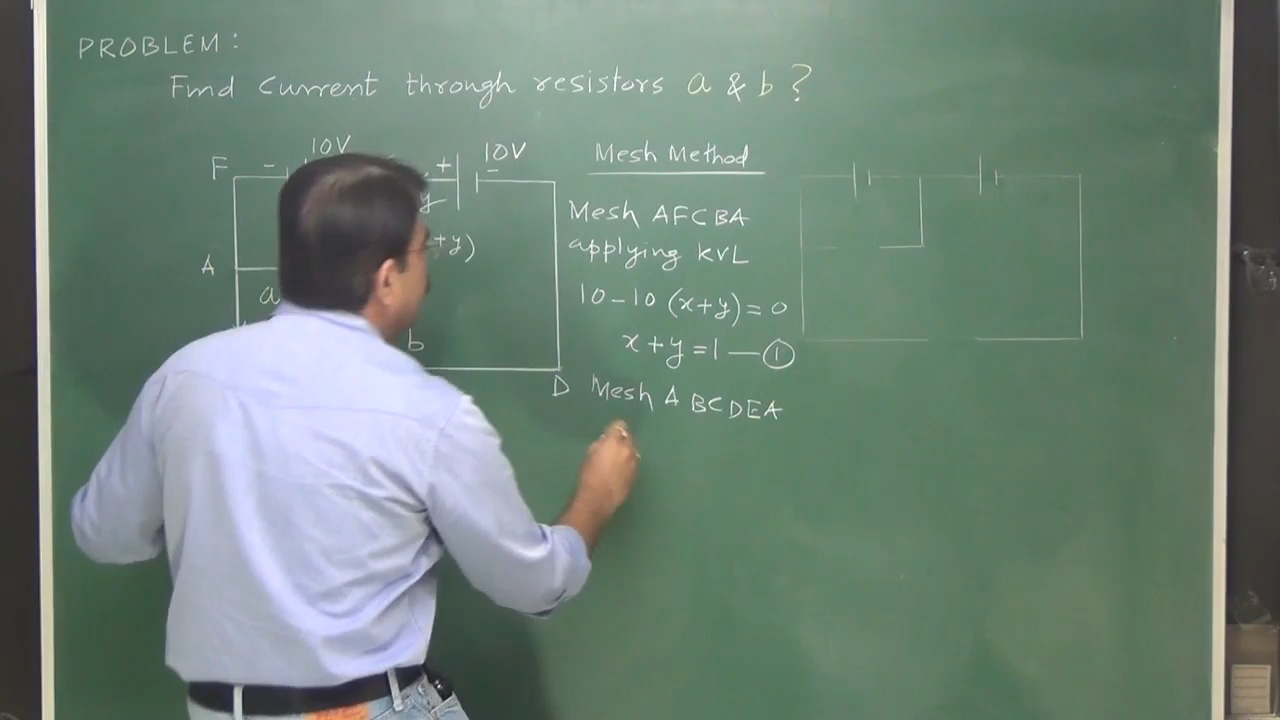 PROBLEM:
Find current through resistors a & b ?
10V 10V
F - + -
y
+y)
A
a
b
D
Mesh Method
Mesh AFCBA
applying KVL
10-10 (x+y) = 0
x+y=1 — ①
Mesh ABCDEA